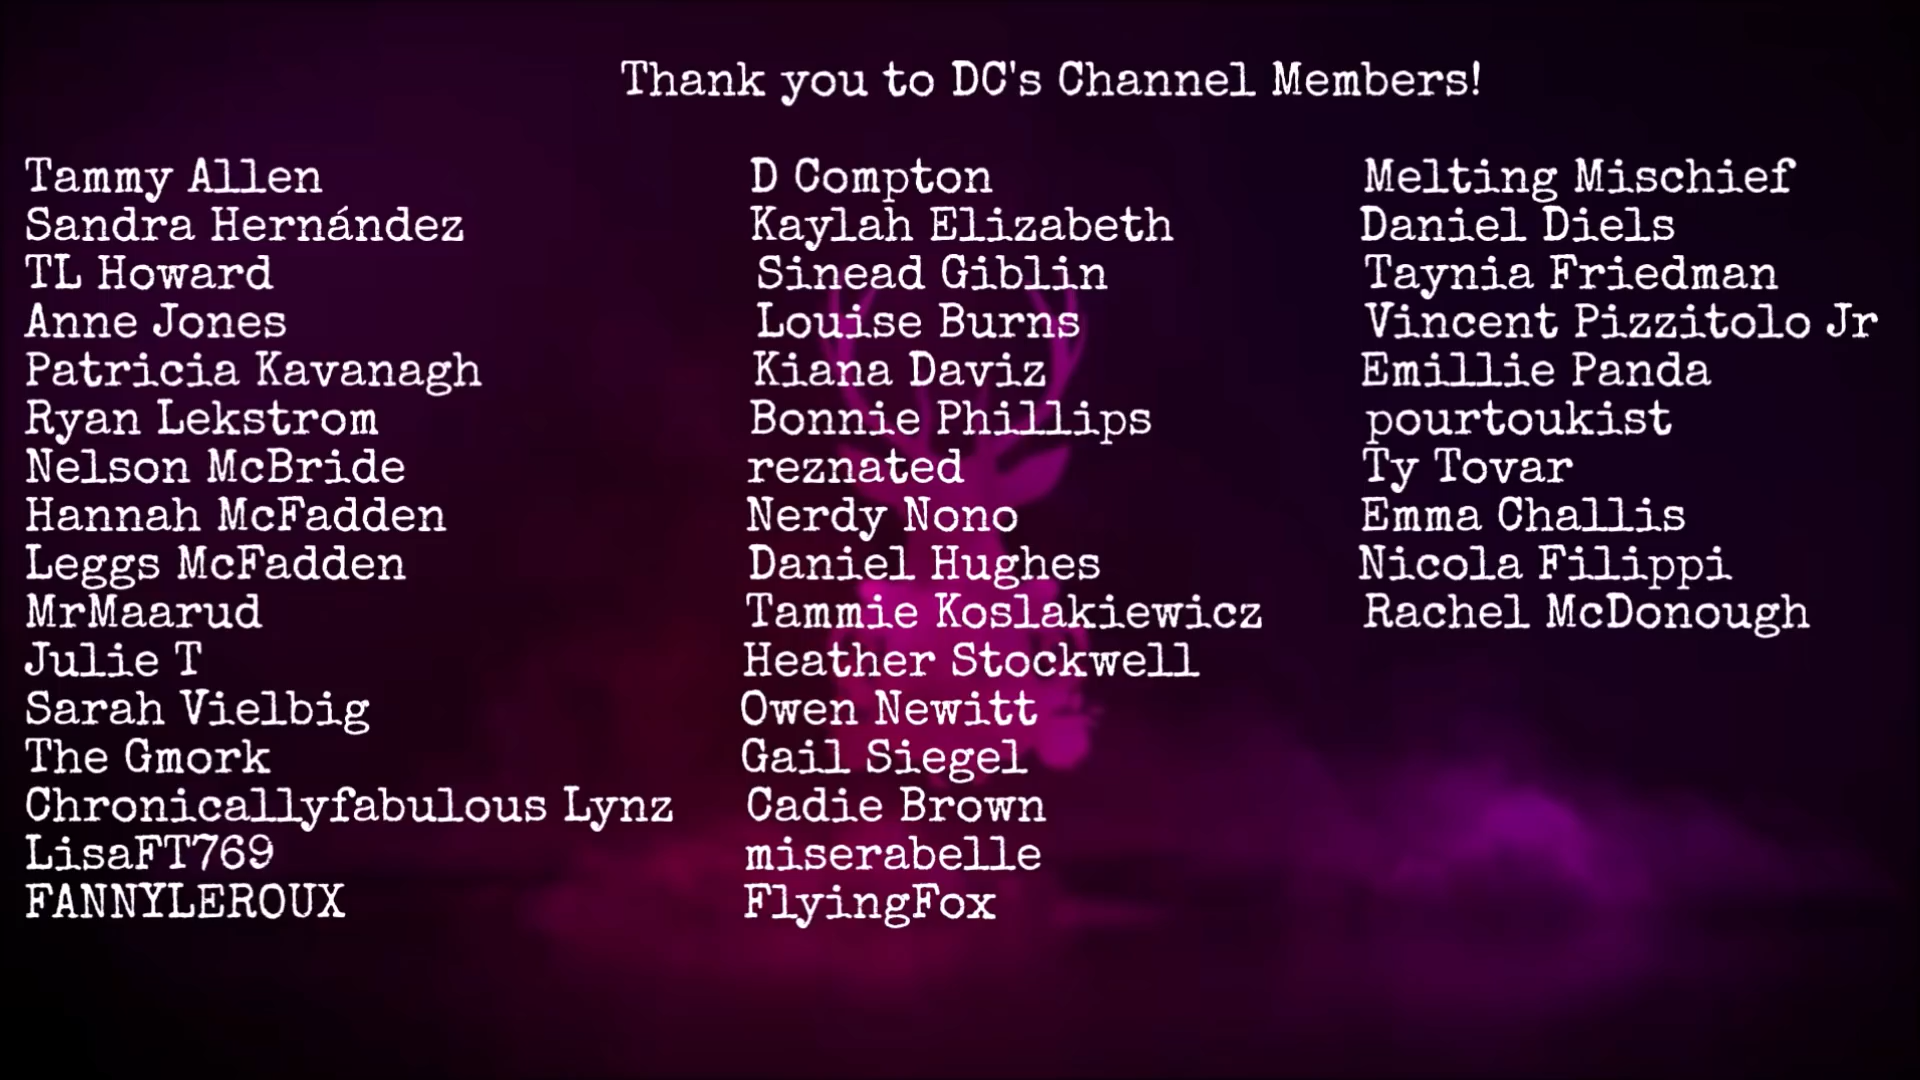 Thank you to DC's Channel Members!
Tammy Allen
Sandra Hernández
TL Howard
Anne Jones
Patricia Kavanagh
Ryan Lekstrom
Nelson McBride
Hannah McFadden
Leggs McFadden
MrMaarud
Julie T
Sarah Vielbig
The Gmork
Chronicallyfabulous Lynz
LisaFT769
FANNYLEROUX
D Compton
Kaylah Elizabeth
Sinead Giblin
Louise Burns
Kiana Daviz
Bonnie Phillips
reznated
Nerdy Nono
Daniel Hughes
Tammie Koslakiewicz
Heather Stockwell
Owen Newitt
Gail Siegel
Cadie Brown
miserabelle
FlyingFox
Melting Mischief
Daniel Diels
Taynia Friedman
Vincent Pizzitolo Jr
Emillie Panda
pourtoukist
Ty Tovar
Emma Challis
Nicola Filippi
Rachel McDonough